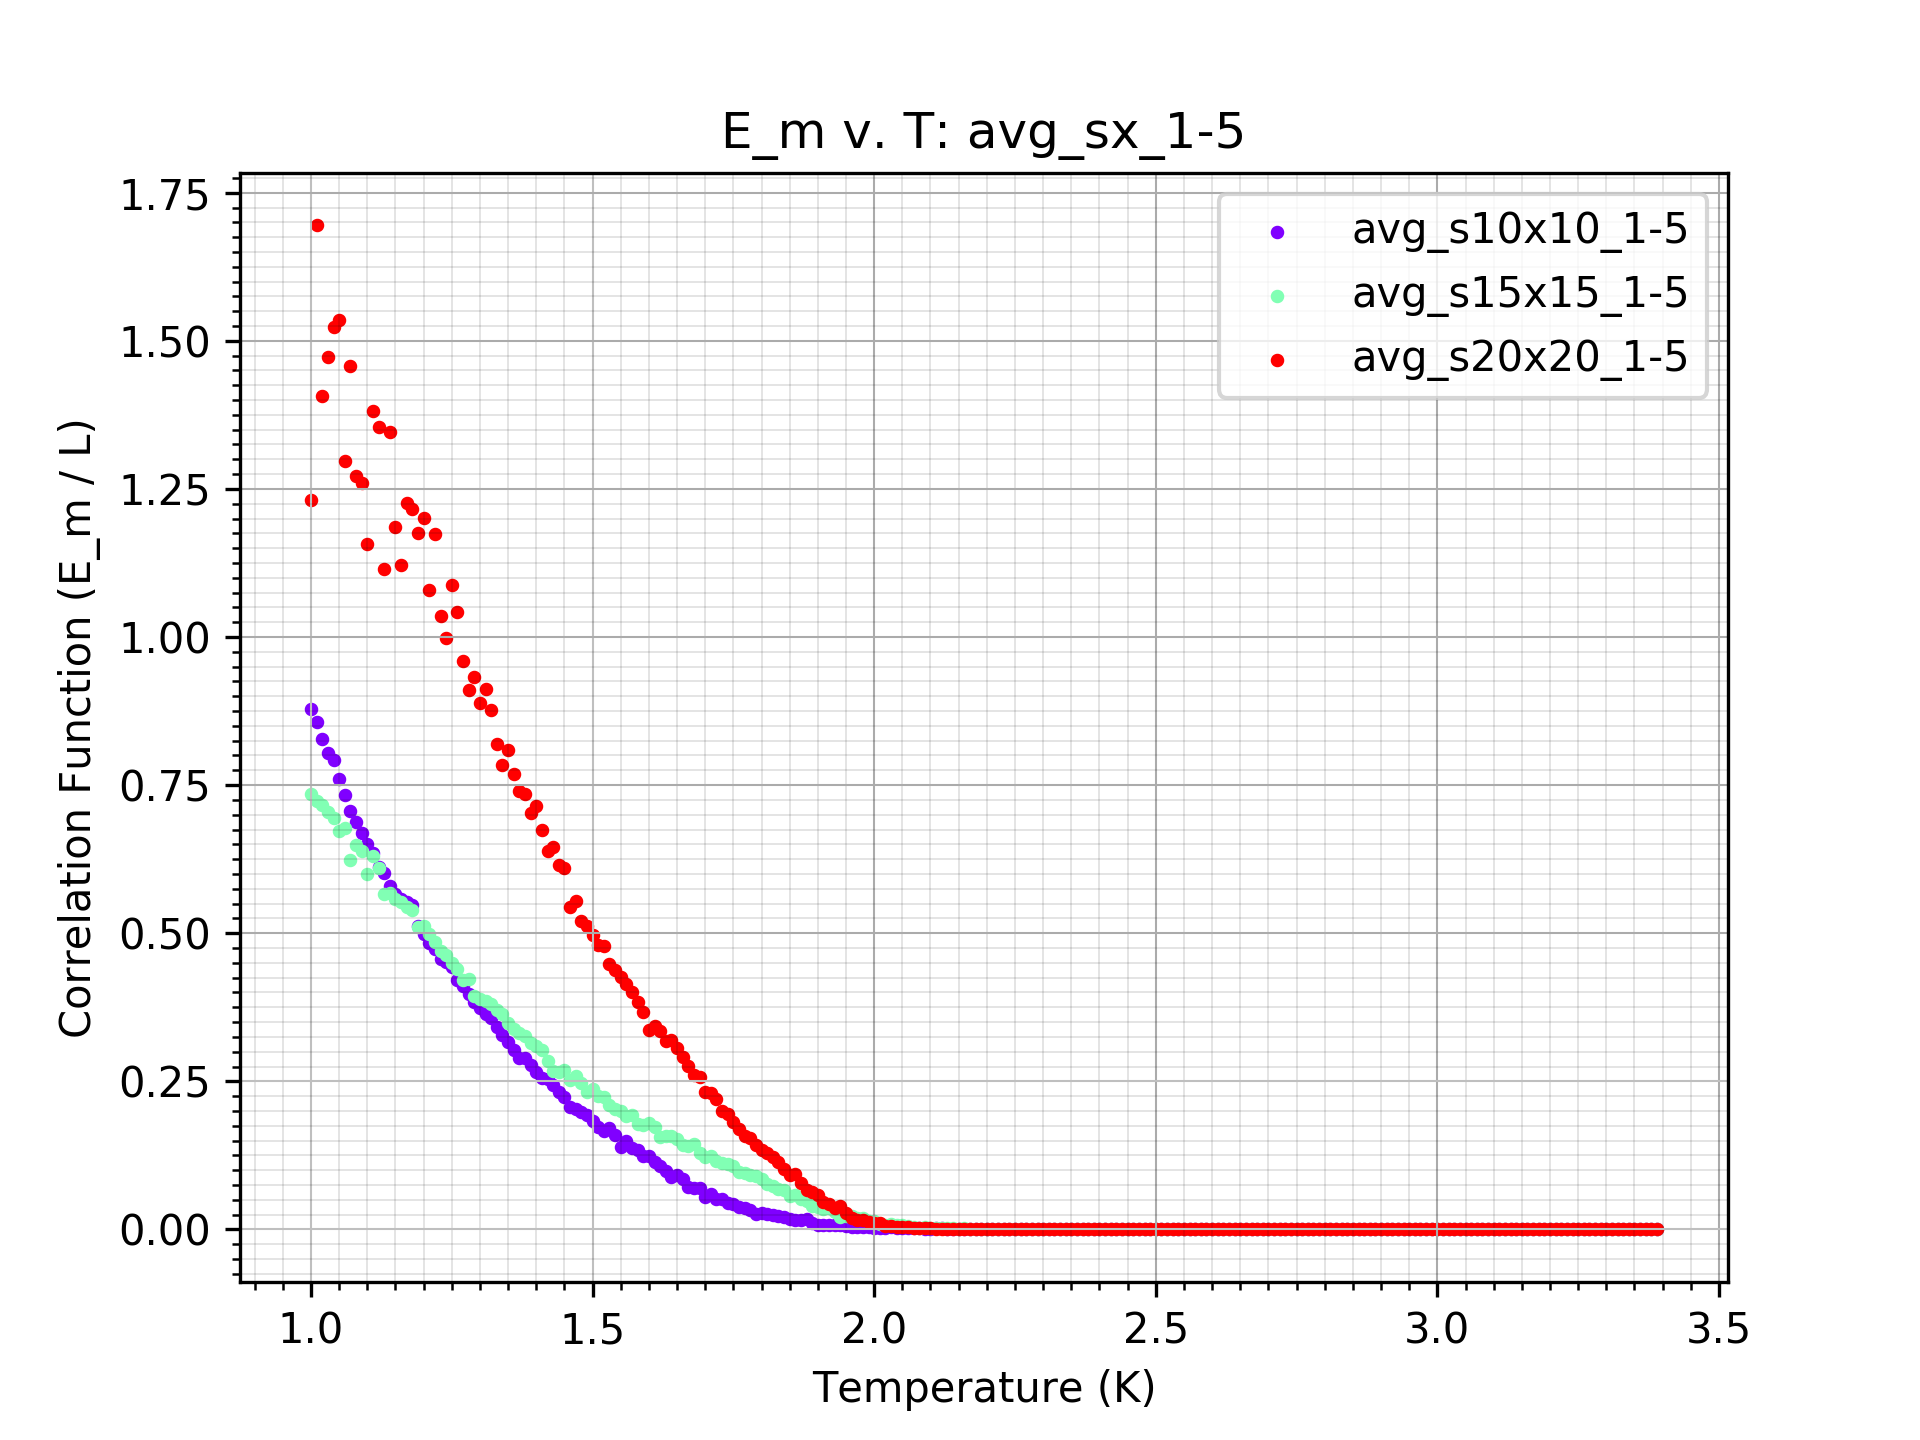 E_m v. T: avg_sx_1-5
avg_s10x10_1-5
avg_s15x15_1-5
avg_s20x20_1-5
Correlation Function (E_m / L)
1.75
1.50
1.25
1.00
0.75
0.50
0.25
0.00
1.0 1.5 2.0 2.5 3.0 3.5
Temperature (K)